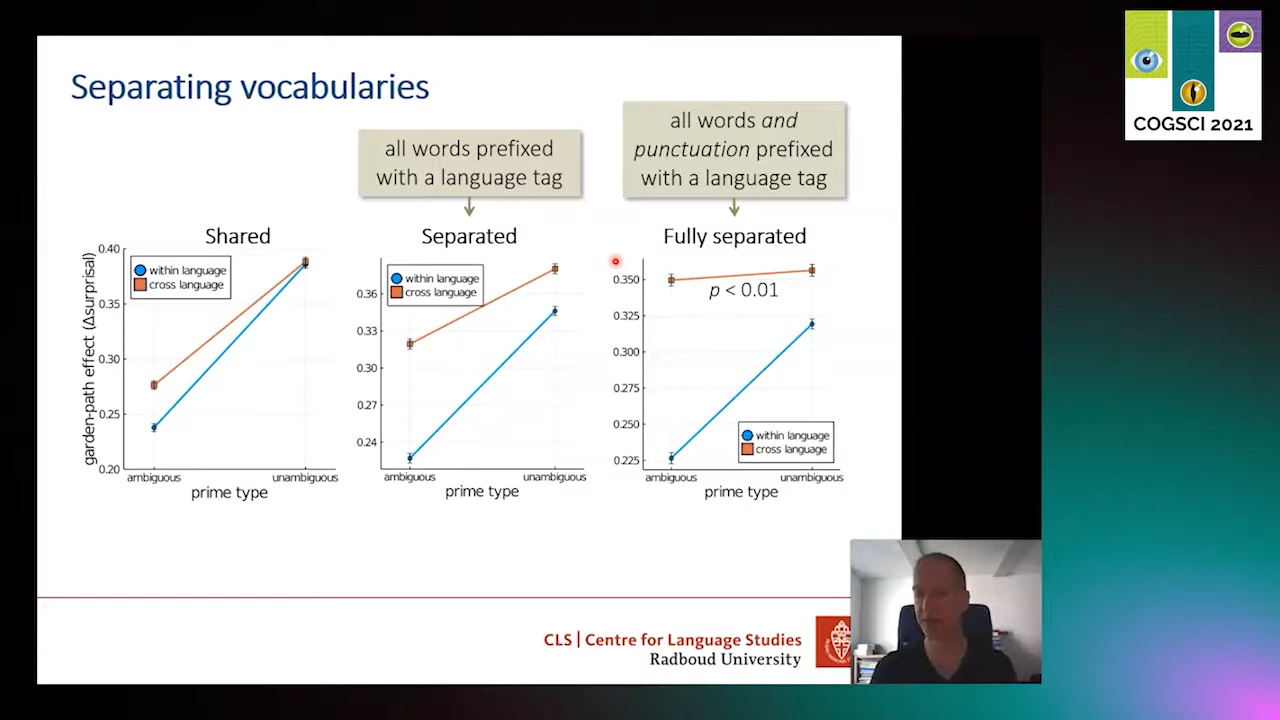 COGSCI 2021
Separating vocabularies
all words prefixed
with a language tag
all words and
punctuation prefixed
with a language tag
Shared
garden-path effect (Δsurprisal)
0.40
0.35
0.30
0.25
0.20
within language
cross language
ambiguous
unambiguous
prime type
Separated
0.36
0.33
0.30
0.27
0.24
within language
cross language
ambiguous
unambiguous
prime type
Fully separated
0.350
0.325
0.300
0.275
0.250
0.225
p < 0.01
within language
cross language
ambiguous
unambiguous
prime type
CLS | Centre for Language Studies
Radboud University